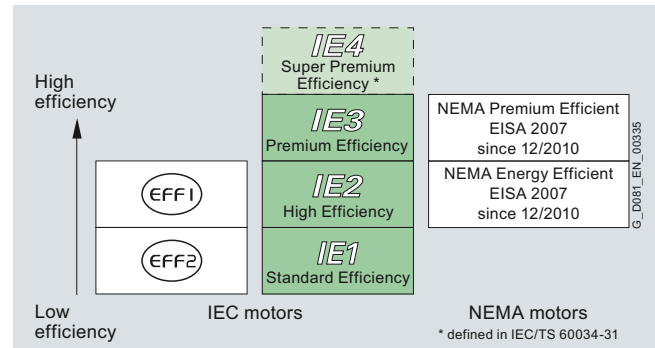 High
efficiency
IE4
Super Premium
Efficiency *
IE3
Premium Efficiency
NEMA Premium Efficient
EISA 2007
since 12/2010
EFF1
IE2
High Efficiency
NEMA Energy Efficient
EISA 2007
since 12/2010
EFF2
IE1
Standard Efficiency
G_D081_EN_00335
Low
efficiency
IEC motors
NEMA motors
* defined in IEC/TS 60034-31